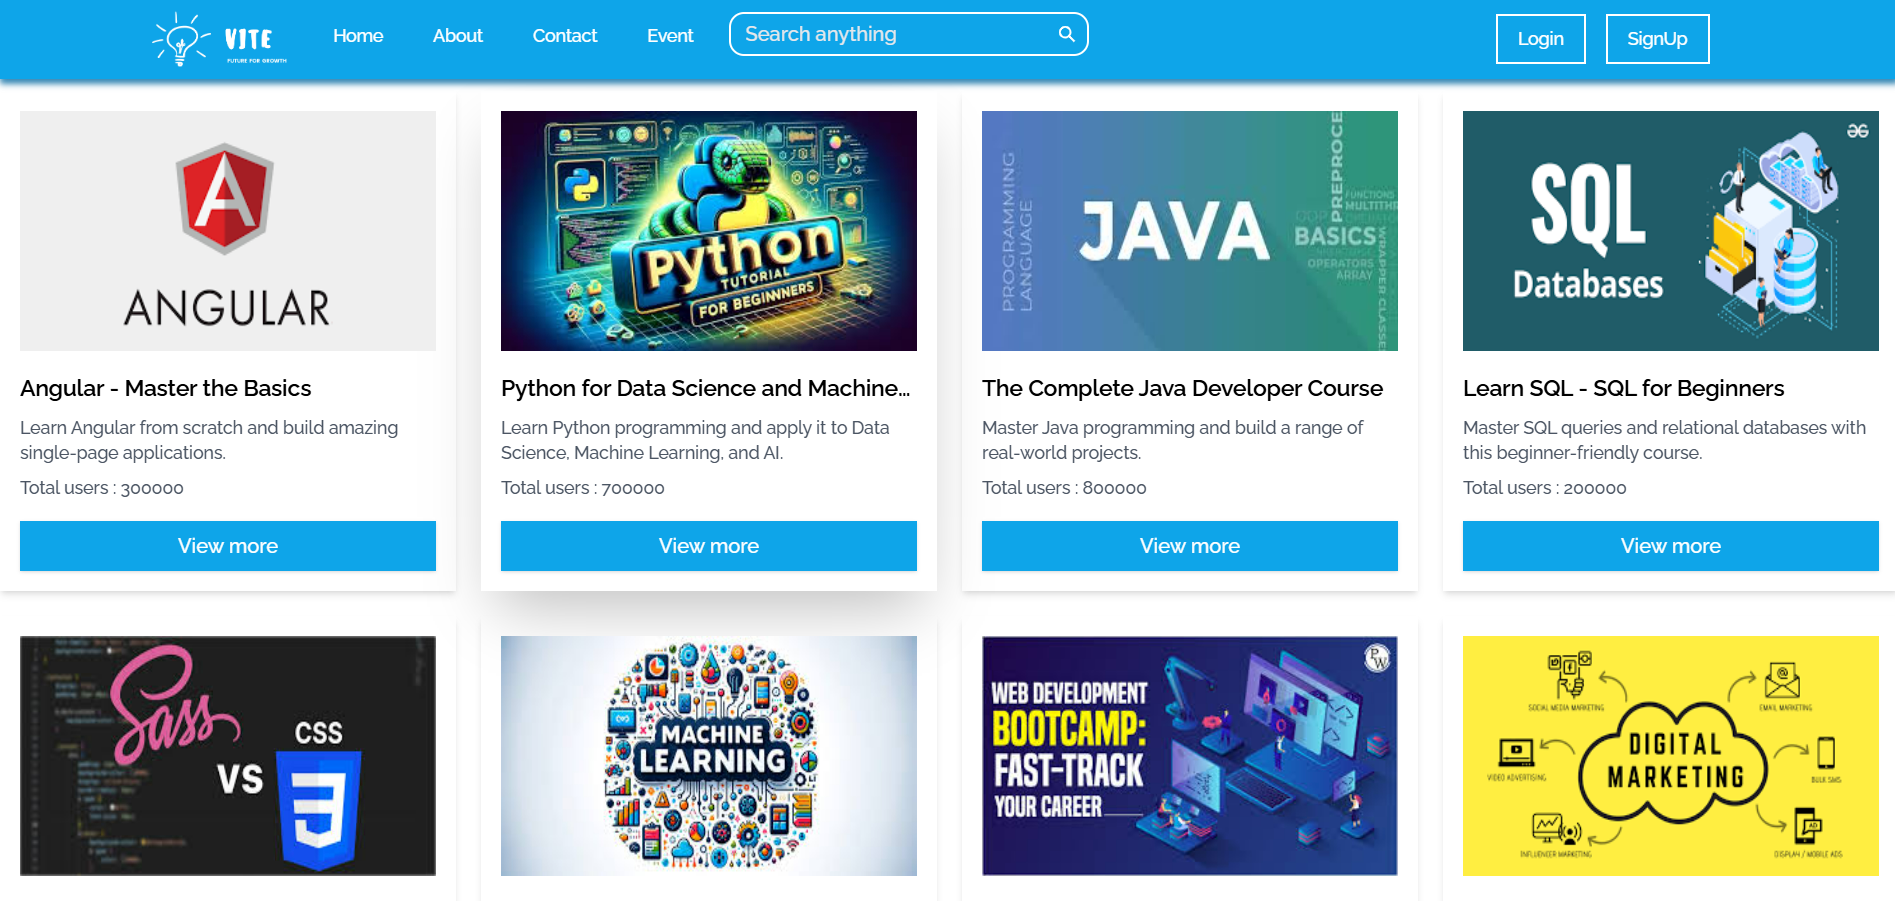 VJTE
FUTURE FOR GROWTH
Home
About
Contact
Event
Search anything
Login
SignUp
ANGULAR
Python
TUTORIAL
FOR BEGINNNERS
PROGRAMMING
LANGUAGE
JAVA
PREPROCE
FUNCTIONS
MULTITHR
OOP
BASICS
OPERATORS
ARRAY
WRAPPER CLASSE
SQL
Databases
Angular - Master the Basics
Learn Angular from scratch and build amazing
single-page applications.
Total users : 300000
View more
Python for Data Science and Machine...
Learn Python programming and apply it to Data
Science, Machine Learning, and AI.
Total users : 700000
View more
The Complete Java Developer Course
Master Java programming and build a range of
real-world projects.
Total users : 800000
View more
Learn SQL - SQL for Beginners
Master SQL queries and relational databases with
this beginner-friendly course.
Total users : 200000
View more
Sass
VS
CSS
MACHINE
LEARNING
WEB DEVELOPMENT
BOOTCAMP:
FAST-TRACK
YOUR CAREER
PW
SOCIAL MEDIA MARKETING
EMAIL MARKETING
DIGITAL
MARKETING
VIDEO ADVERTISING
BULK SMS
INFLUENCER MARKETING
DISPLAY / MOBILE ADS